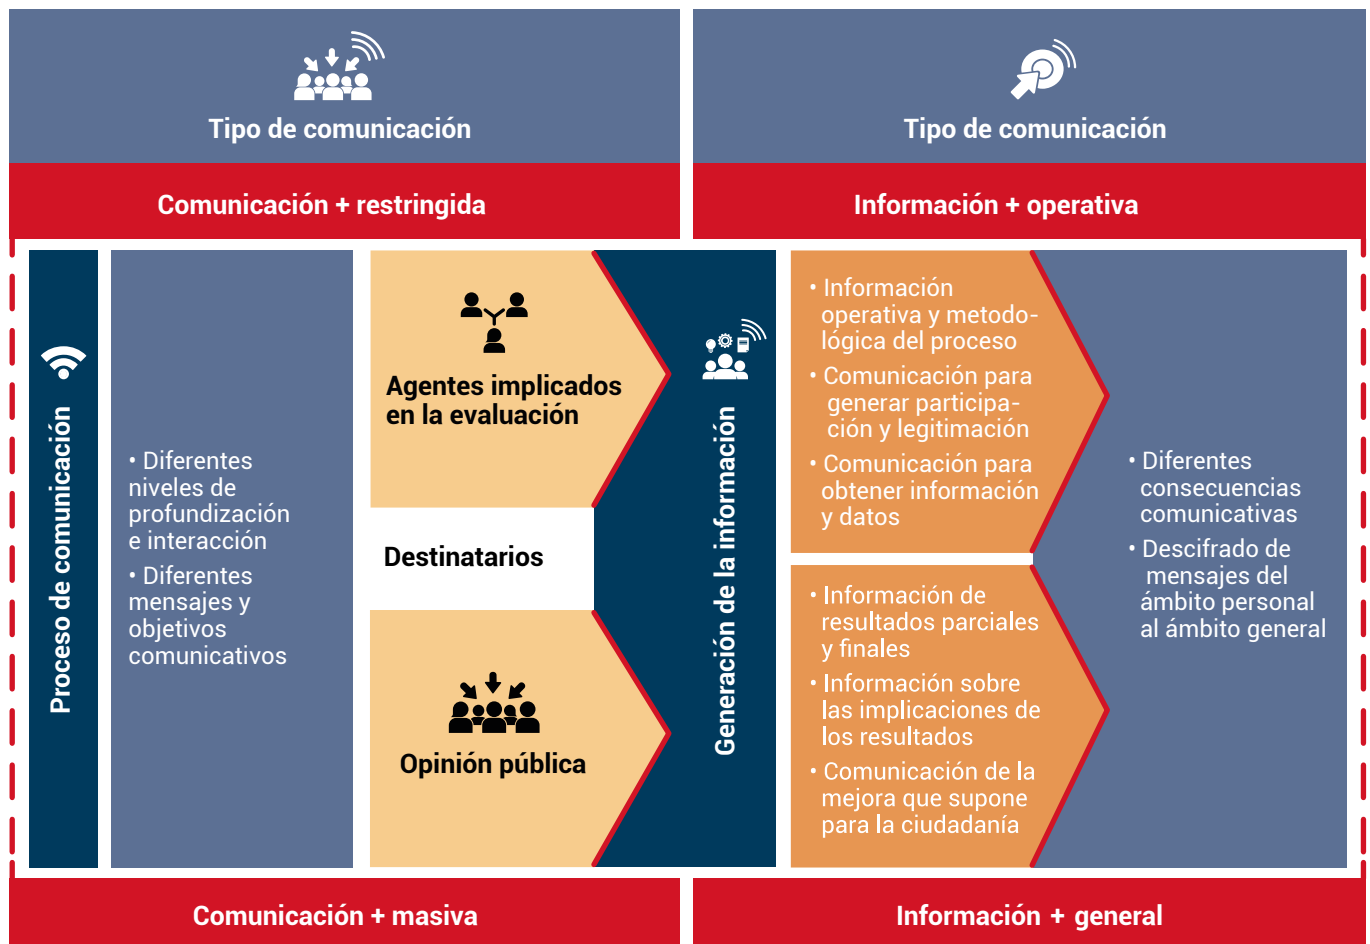 Tipo de comunicación
Comunicación + restringida
Tipo de comunicación
Información + operativa
Proceso de comunicación
• Diferentes
niveles de
profundización
e interacción
• Diferentes
mensajes y
objetivos
comunicativos
Agentes implicados
en la evaluación
Destinatarios
Opinión pública
Generación de la información
• Información
operativa y metodo-
lógica del proceso
• Comunicación para
generar participa-
ción y legitimación
• Comunicación para
obtener información
y datos
• Información de
resultados parciales
y finales
• Información sobre
las implicaciones de
los resultados
• Comunicación de la
mejora que supone
para la ciudadanía
• Diferentes
consecuencias
comunicativas
• Descifrado de
mensajes del
ámbito personal
al ámbito general
Comunicación + masiva
Información + general